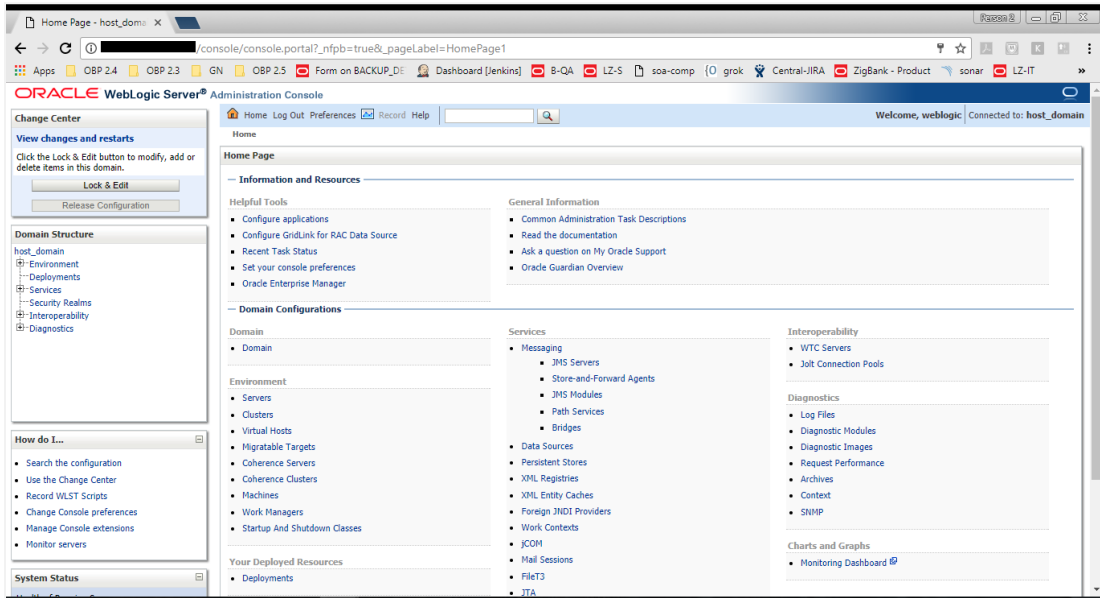 Home Page - host_doma
Person 2
/console/console.portal?_nfpb=true&_pageLabel=HomePage1
Apps OBP 2.4 OBP 2.3 GN OBP 2.5 Form on BACKUP_DE Dashboard [Jenkins] B-QA LZ-S soa-comp grok Central-JIRA ZigBank - Product sonar LZ-IT »
ORACLE WebLogic Server® Administration Console
Change Center
View changes and restarts
Click the Lock & Edit button to modify, add or
delete items in this domain.
Lock & Edit
Release Configuration
Domain Structure
host_domain
Environment
Deployments
Services
Security Realms
Interoperability
Diagnostics
How do I...
Search the configuration
Use the Change Center
Record WLST Scripts
Change Console preferences
Manage Console extensions
Monitor servers
System Status
Home Log Out Preferences Record Help
Welcome, weblogic Connected to: host_domain
Home
Home Page
Information and Resources
Helpful Tools
Configure applications
Configure GridLink for RAC Data Source
Recent Task Status
Set your console preferences
Oracle Enterprise Manager
General Information
Common Administration Task Descriptions
Read the documentation
Ask a question on My Oracle Support
Oracle Guardian Overview
Domain Configurations
Domain
Domain
Environment
Servers
Clusters
Virtual Hosts
Migratable Targets
Coherence Servers
Coherence Clusters
Machines
Work Managers
Startup And Shutdown Classes
Your Deployed Resources
Deployments
Services
Messaging
JMS Servers
Store-and-Forward Agents
JMS Modules
Path Services
Bridges
Data Sources
Persistent Stores
XML Registries
XML Entity Caches
Foreign JNDI Providers
Work Contexts
jCOM
Mail Sessions
FileT3
JTA
Interoperability
WTC Servers
Jolt Connection Pools
Diagnostics
Log Files
Diagnostic Modules
Diagnostic Images
Request Performance
Archives
Context
SNMP
Charts and Graphs
Monitoring Dashboard